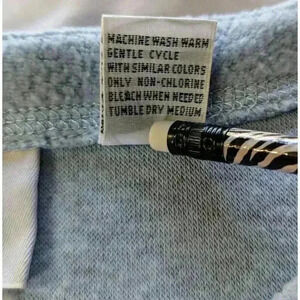 MACHINE WASH WARM
GENTLE CYCLE
WITH SIMILAR COLORS
ONLY NON-CHLORINE
BLEACH WHEN NEEDED
TUMBLE DRY MEDIUM